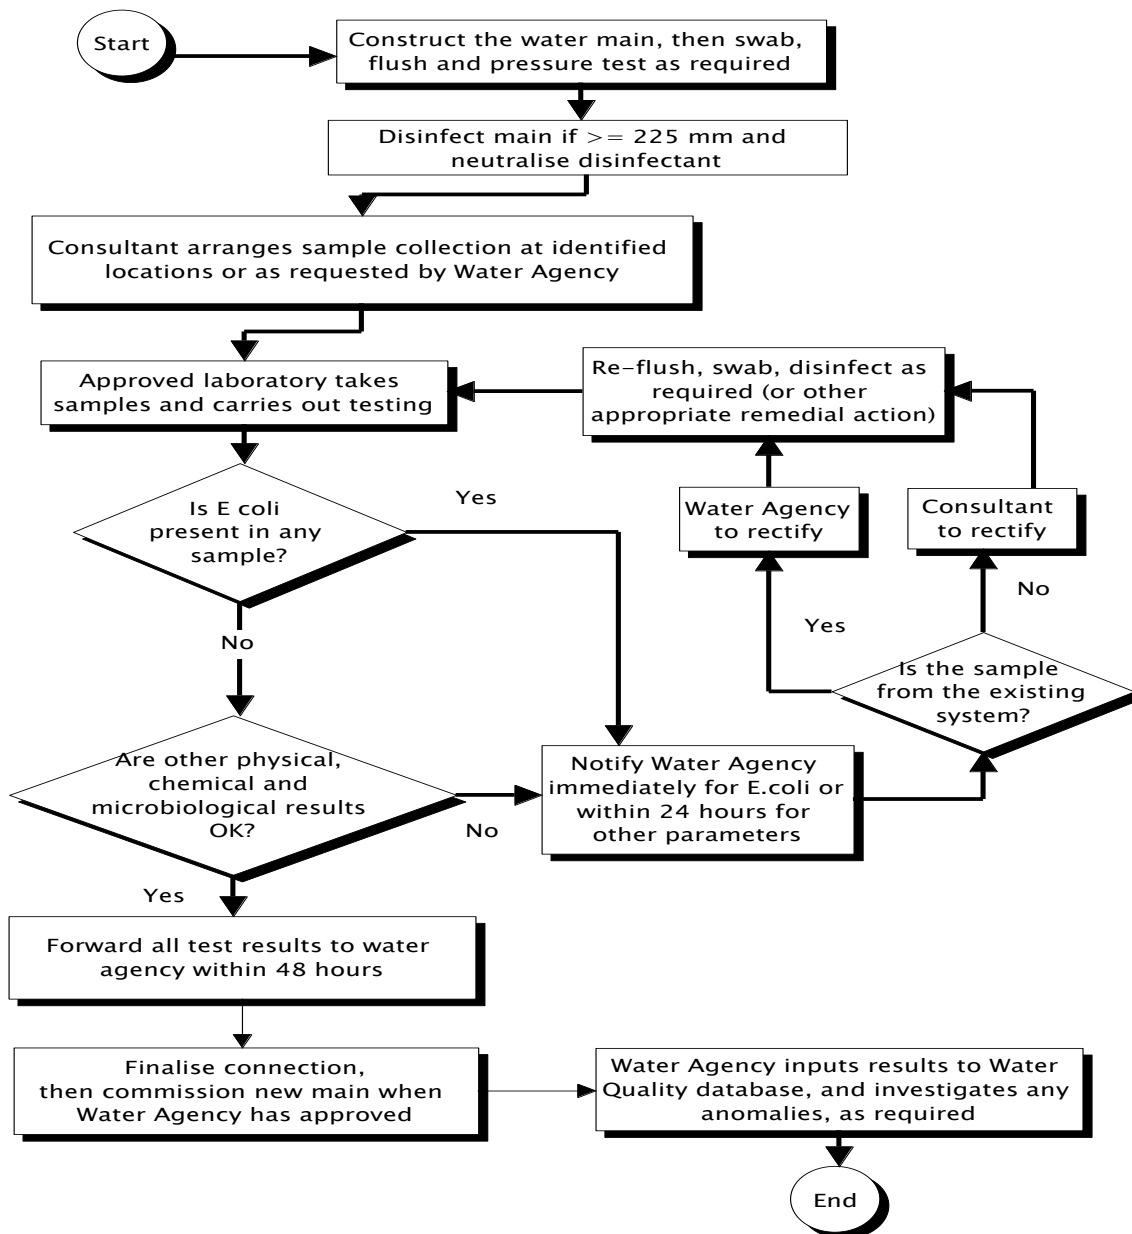 Start
Construct the water main, then swab,
flush and pressure test as required
Disinfect main if >= 225 mm and
neutralise disinfectant
Consultant arranges sample collection at identified
locations or as requested by Water Agency
Approved laboratory takes
samples and carries out testing
Re-flush, swab, disinfect as
required (or other
appropriate remedial action)
Is E coli
present in any
sample?
Yes
Water Agency
to rectify
Consultant
to rectify
No
Yes
No
Is the sample
from the existing
system?
Are other physical,
chemical and
microbiological results
OK?
No
Notify Water Agency
immediately for E.coli or
within 24 hours for
other parameters
Yes
Forward all test results to water
agency within 48 hours
Finalise connection,
then commission new main when
Water Agency has approved
Water Agency inputs results to Water
Quality database, and investigates any
anomalies, as required
End